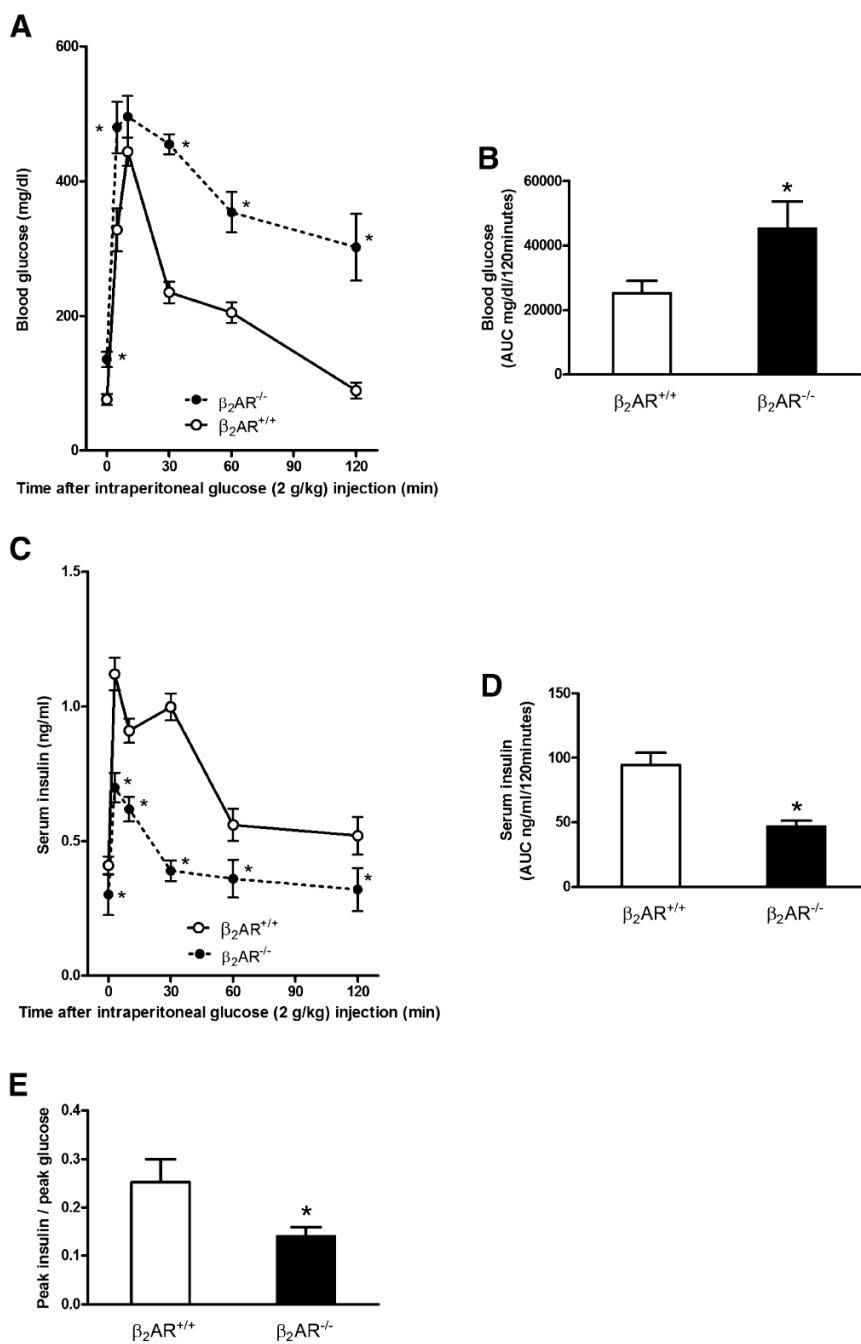 A
600
400
200
0
Blood glucose (mg/dl)
*
*
*
*
*
β₂AR⁻/⁻
β₂AR⁺/⁺
0 30 60 90 120
Time after intraperitoneal glucose (2 g/kg) injection (min)
B
60000
40000
20000
0
Blood glucose
(AUC mg/dl/120minutes)
*
β₂AR⁺/⁺ β₂AR⁻/⁻
C
1.5
1.0
0.5
0.0
Serum insulin (ng/ml)
*
*
*
*
*
*
β₂AR⁺/⁺
β₂AR⁻/⁻
0 30 60 90 120
Time after intraperitoneal glucose (2 g/kg) injection (min)
D
150
100
50
0
Serum insulin
(AUC ng/ml/120minutes)
*
β₂AR⁺/⁺ β₂AR⁻/⁻
E
0.4
0.3
0.2
0.1
0.0
Peak insulin / peak glucose
*
β₂AR⁺/⁺ β₂AR⁻/⁻